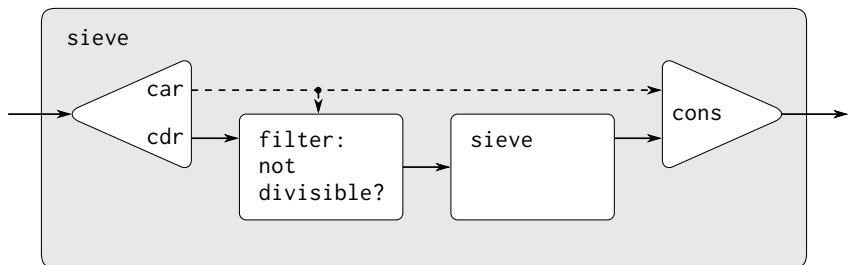 sieve
car
cdr
cons
filter:
not
divisible?
sieve